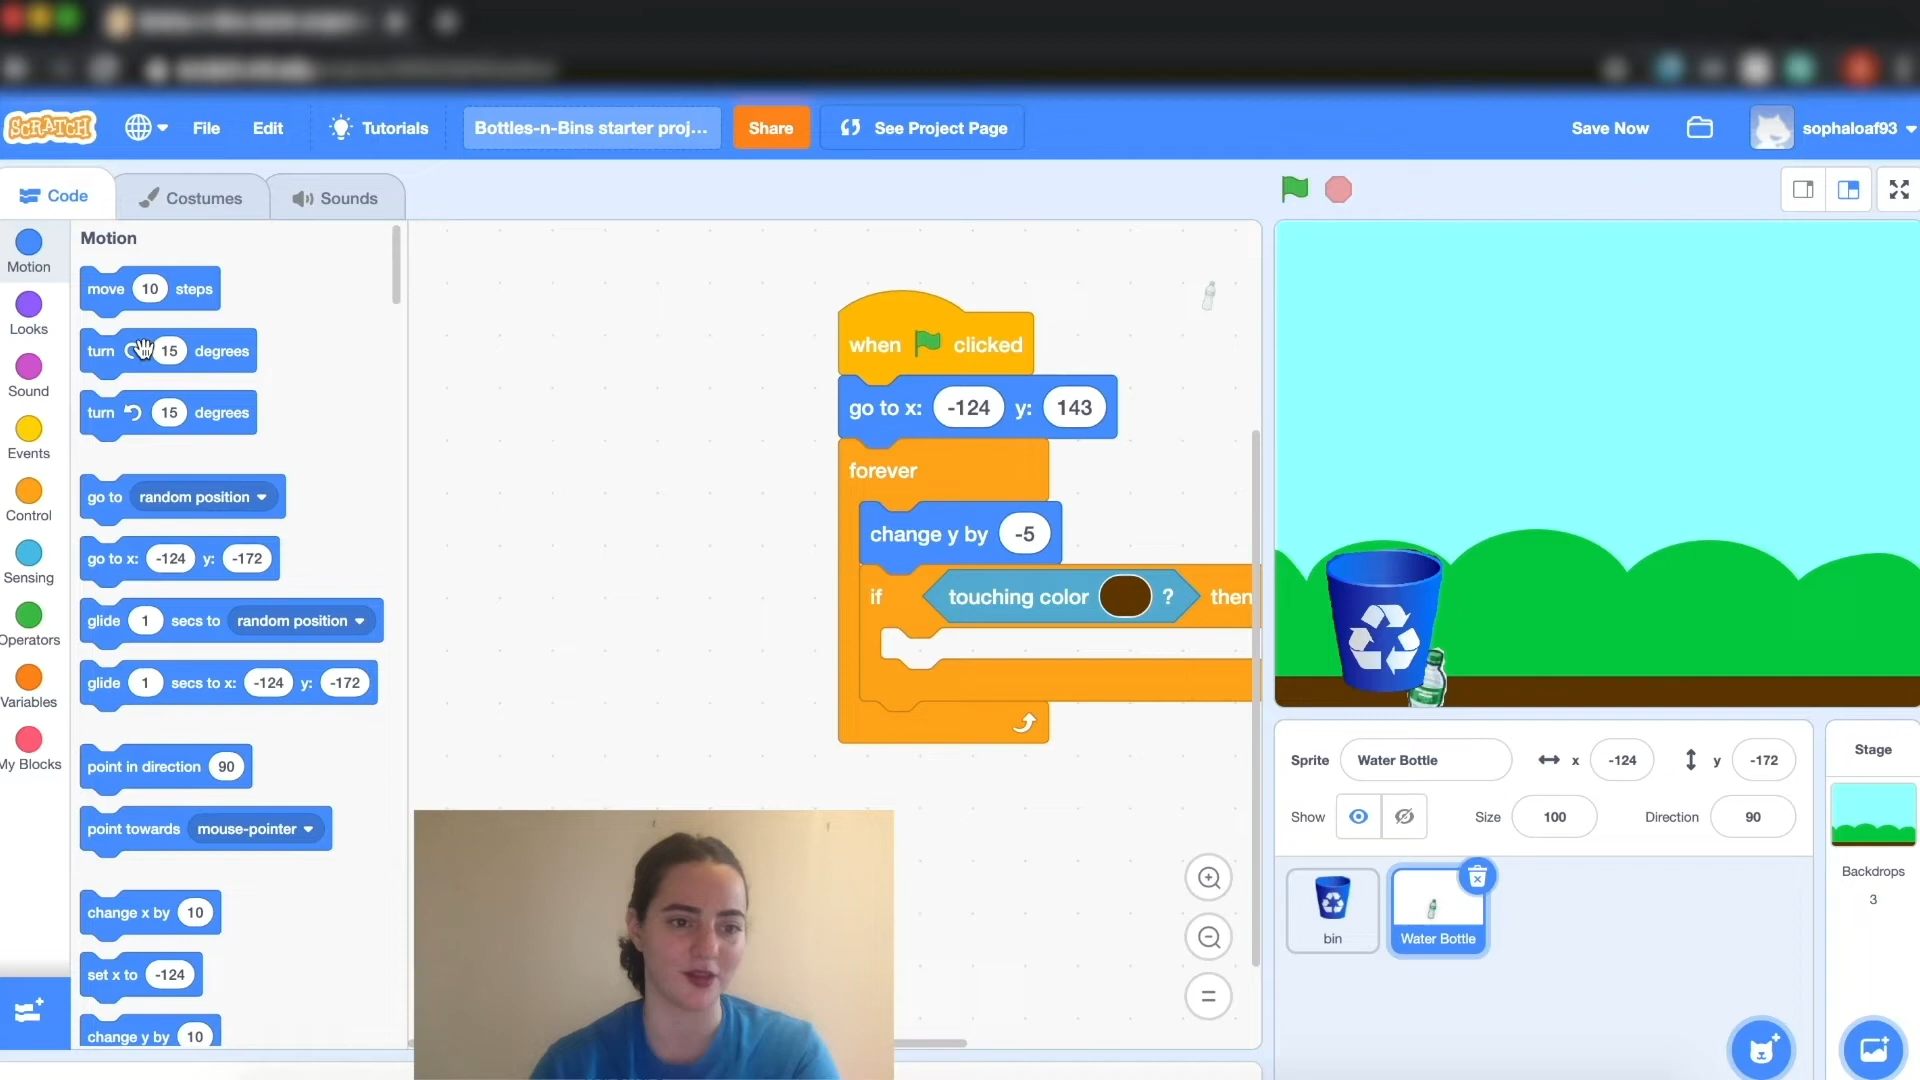 SCRATCH File Edit Tutorials Bottles-n-Bins starter proj... Share See Project Page Save Now sophaloaf93
Code Costumes Sounds
Motion
Looks
Sound
Events
Control
Sensing
Operators
Variables
My Blocks
Motion
move 10 steps
turn 15 degrees
turn 15 degrees
go to random position
go to x: -124 y: -172
glide 1 secs to random position
glide 1 secs to x: -124 y: -172
point in direction 90
point towards mouse-pointer
change x by 10
set x to -124
change y by 10
when clicked
go to x: -124 y: 143
forever
change y by -5
if touching color ? then
Sprite Water Bottle x -124 y -172
Show Size 100 Direction 90
bin
Water Bottle
Stage
Backdrops
3